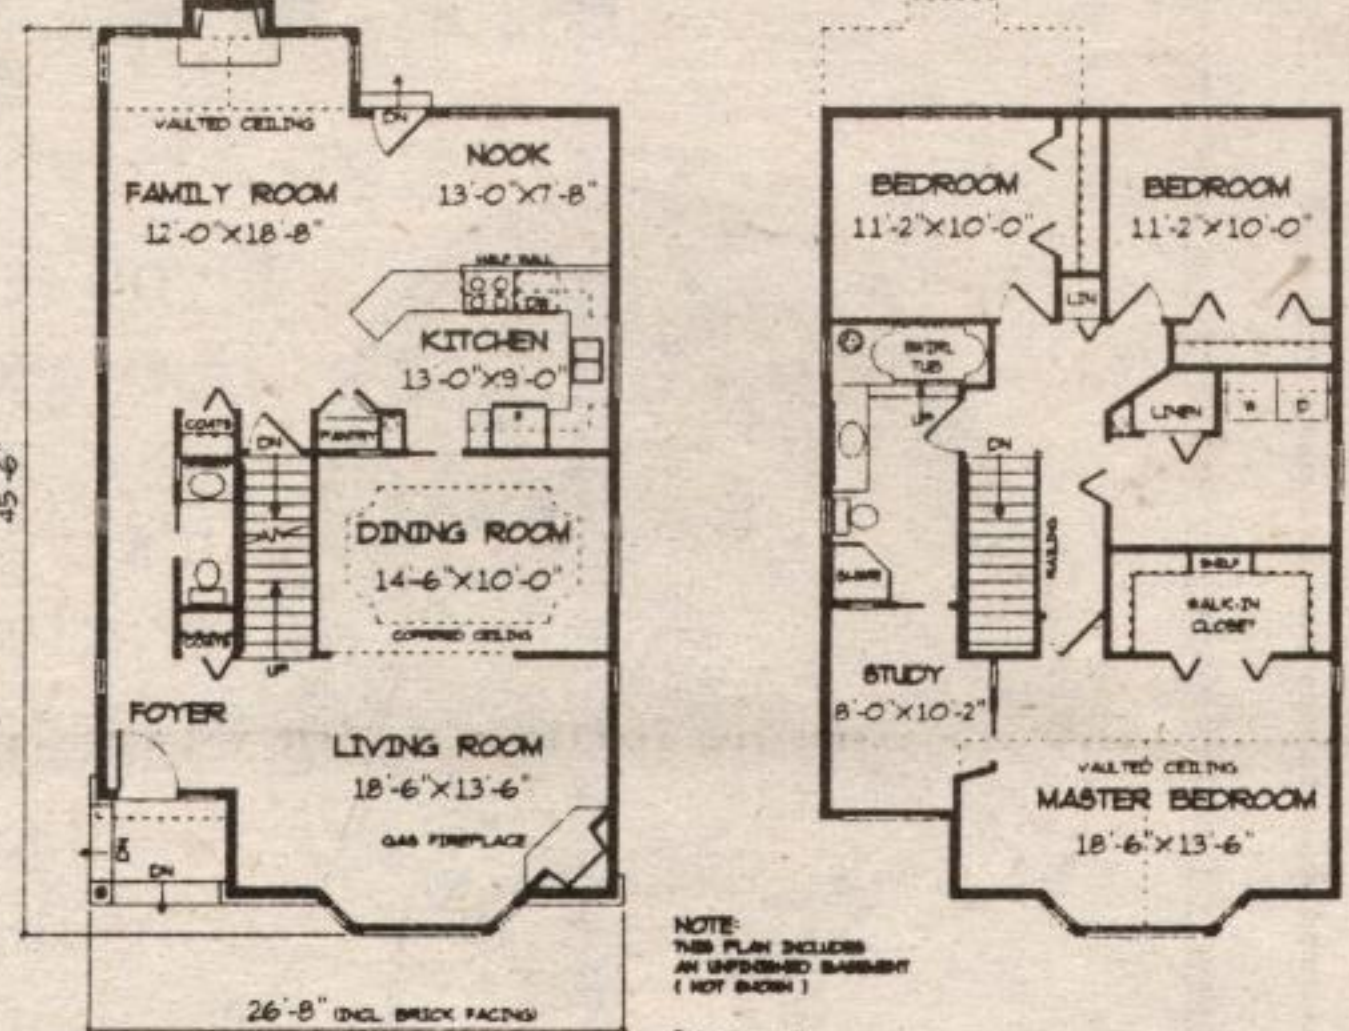 VAULTED CEILING
FAMILY ROOM
12'-0"X18'-8"
DN
NOOK
13'-0"X7'-8"
HALF WALL
DW
KITCHEN
13'-0"X9'-0"
COATS
DN
PANTRY
DINING ROOM
14'-6"X10'-0"
COFFERED CEILING
COATS
UP
FOYER
LIVING ROOM
18'-6"X13'-6"
GAS FIREPLACE
DN
DN
45'-6"
26'-8" (INCL. BRICK FACING)
BEDROOM
11'-2"X10'-0"
BEDROOM
11'-2"X10'-0"
LIN
SWIRL
TUB
UP
DN
LINEN
W
D
RAILING
SHWR
SHELF
WALK-IN
CLOSET
STUDY
8'-0"X10'-2"
VAULTED CEILING
MASTER BEDROOM
18'-6"X13'-6"
NOTE:
THIS PLAN INCLUDES
AN UNFINISHED BASEMENT
( NOT SHOWN )